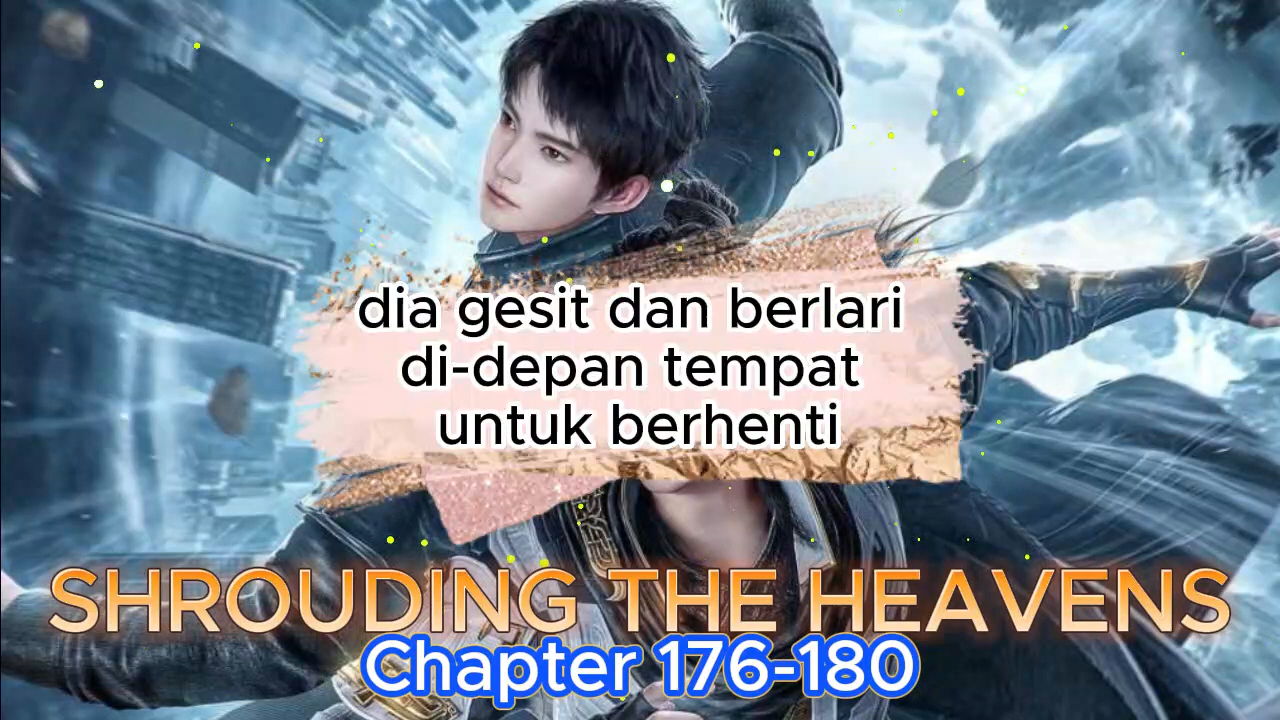 dia gesit dan berlari
di-depan tempat
untuk berhenti
SHROUDING THE HEAVENS
Chapter 176-180